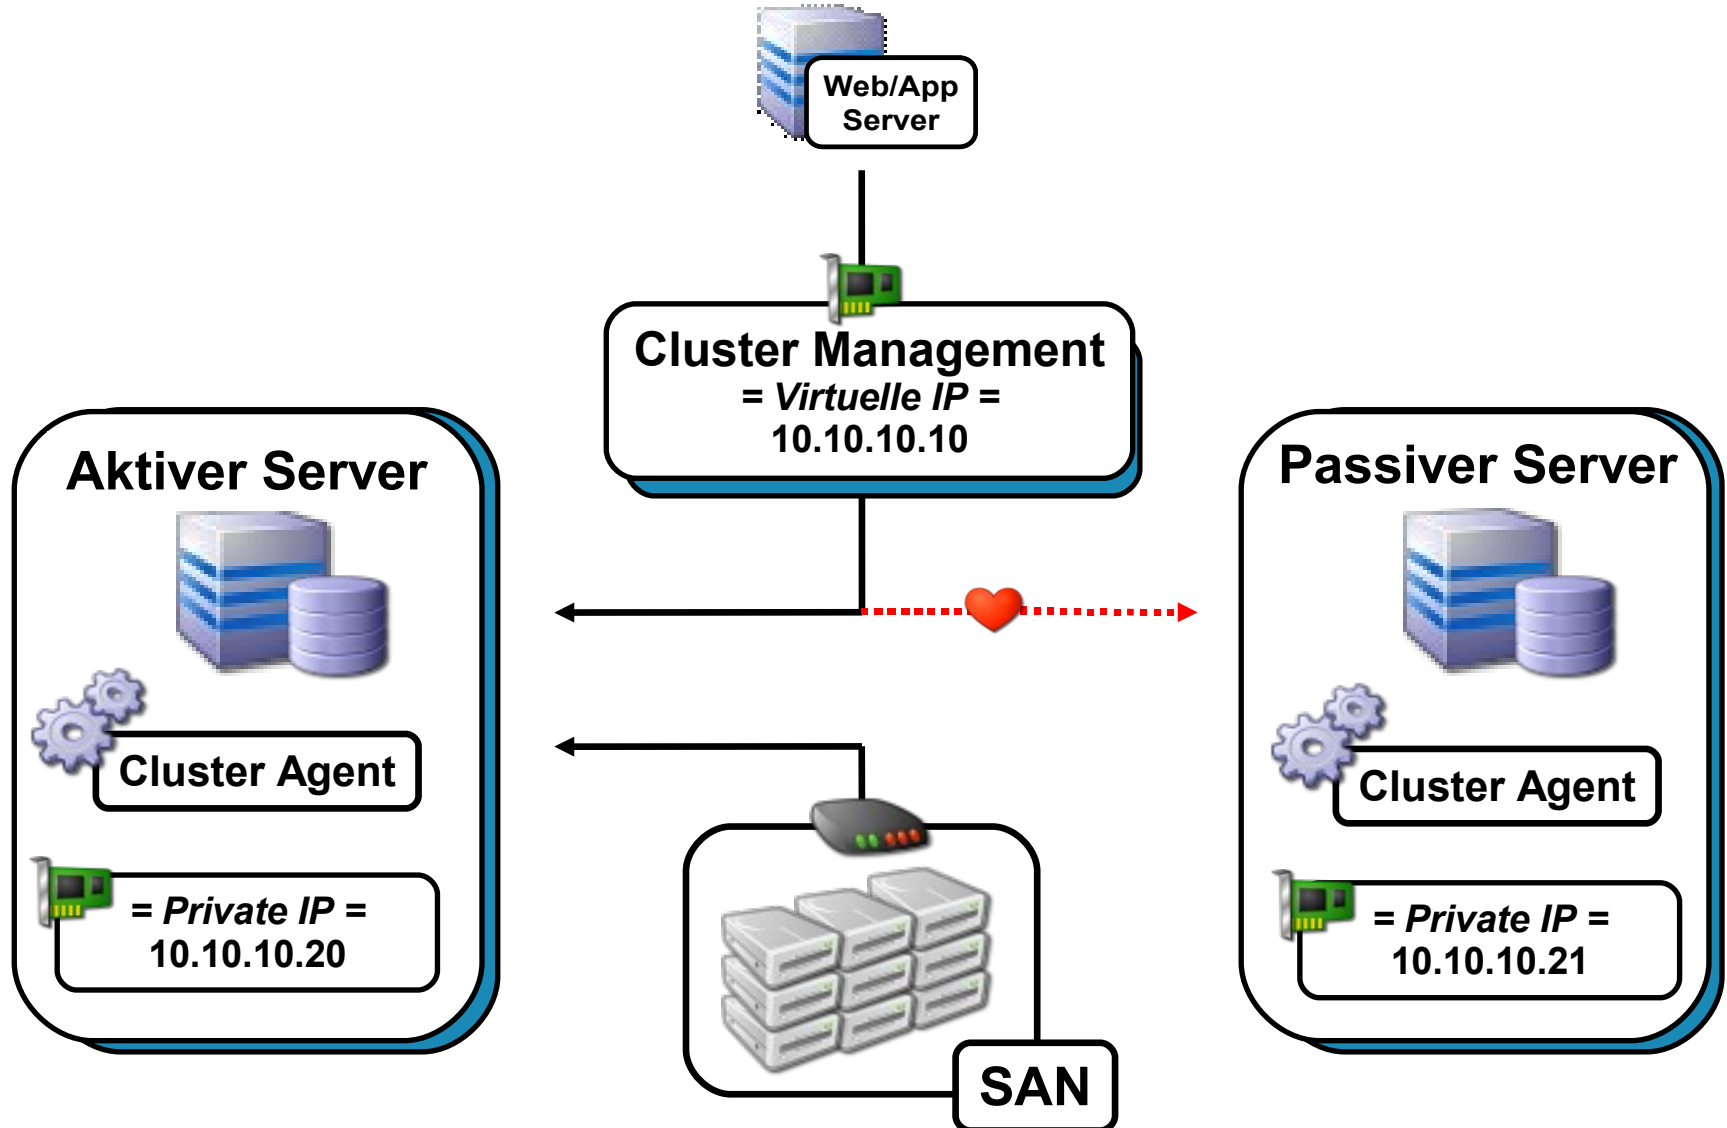 Web/App
Server
Cluster Management
= Virtuelle IP =
10.10.10.10
Aktiver Server
Cluster Agent
= Private IP =
10.10.10.20
Passiver Server
Cluster Agent
= Private IP =
10.10.10.21
SAN